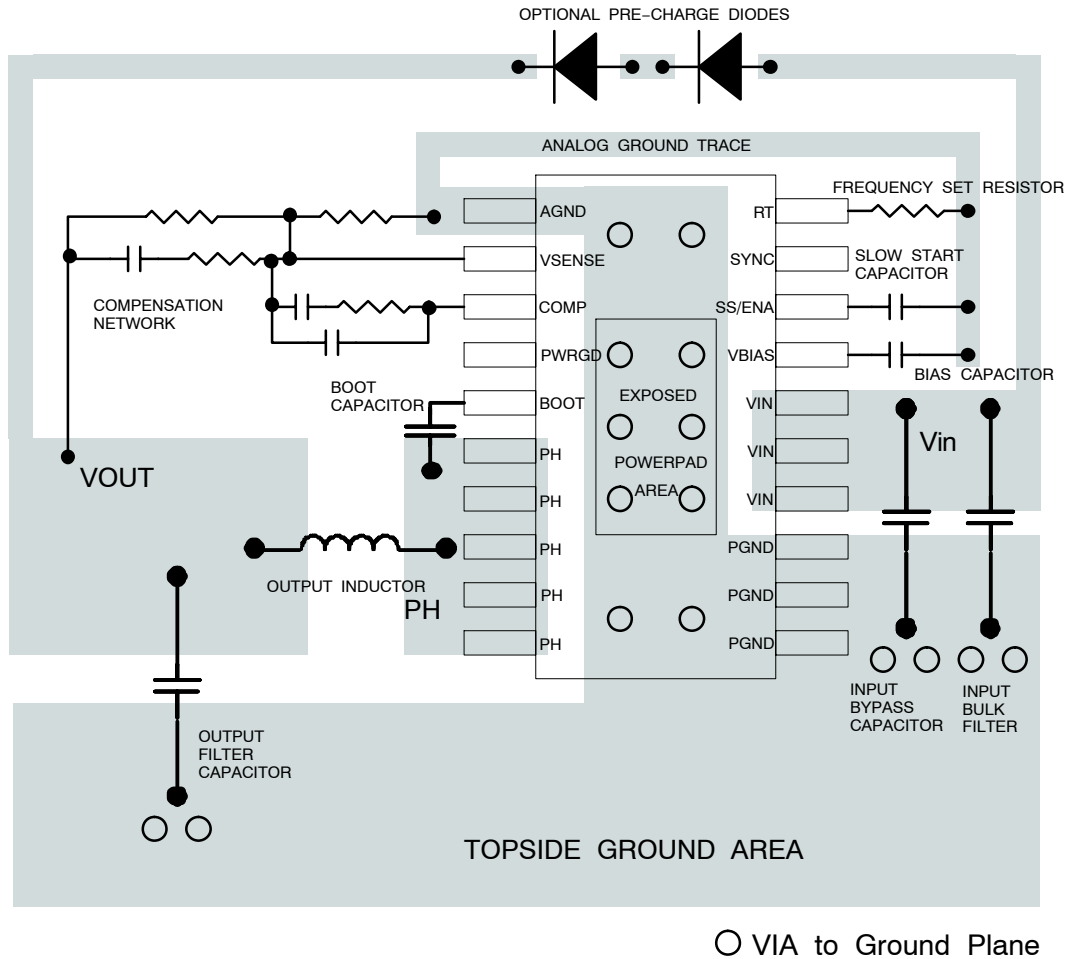 OPTIONAL PRE-CHARGE DIODES
ANALOG GROUND TRACE
FREQUENCY SET RESISTOR
AGND
RT
VSENSE
SYNC
SLOW START
CAPACITOR
COMPENSATION
NETWORK
COMP
SS/ENA
PWRGD
VBIAS
BIAS CAPACITOR
BOOT
CAPACITOR
BOOT
EXPOSED
VIN
Vin
VOUT
PH
POWERPAD
VIN
PH
AREA
VIN
PH
PGND
OUTPUT INDUCTOR
PH
PH
PGND
PH
PGND
INPUT
BYPASS
CAPACITOR
INPUT
BULK
FILTER
OUTPUT
FILTER
CAPACITOR
TOPSIDE GROUND AREA
VIA to Ground Plane